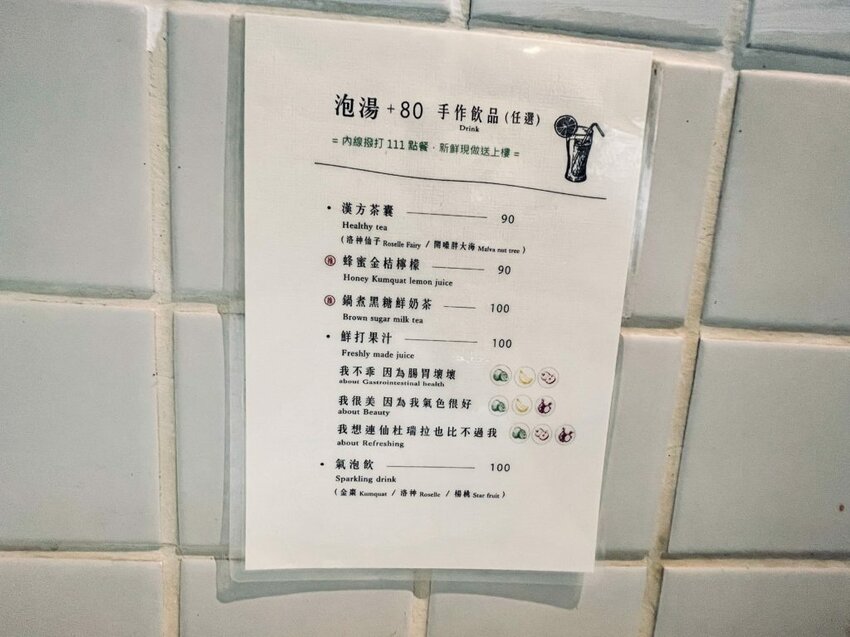 泡湯 +80 手作飲品(任選)
Drink
= 內線撥打 111 點餐．新鮮現做送上樓 =
• 漢方茶囊 90
Healthy tea
(洛神仙子 Roselle Fairy / 開嗓胖大海 Malva nut tree)
推 蜂蜜金桔檸檬 90
Honey Kumquat lemon juice
推 鍋煮黑糖鮮奶茶 100
Brown sugar milk tea
• 鮮打果汁 100
Freshly made juice
我不乖 因為腸胃壞壞
about Gastrointestinal health
我很美 因為我氣色很好
about Beauty
我想連仙杜瑞拉也比不過我
about Refreshing
• 氣泡飲 100
Sparkling drink
(金棗 Kumquat / 洛神 Roselle / 楊桃 Star fruit)